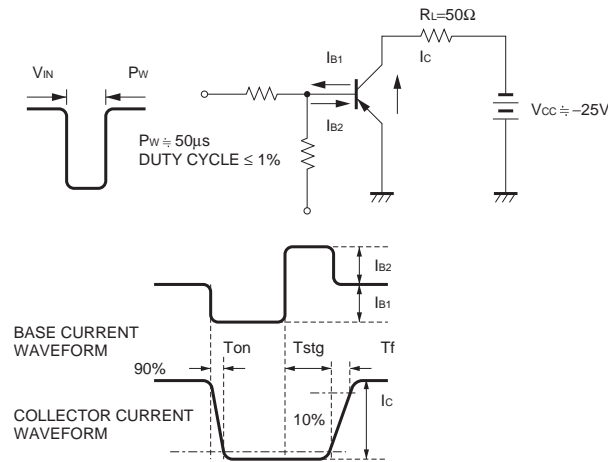 RL=50Ω
IB1
IC
VIN
PW
IB2
VCC ≒ −25V
PW ≒ 50μs
DUTY CYCLE ≤ 1%
IB2
IB1
BASE CURRENT
WAVEFORM
Ton
Tstg
Tf
90%
IC
10%
COLLECTOR CURRENT
WAVEFORM